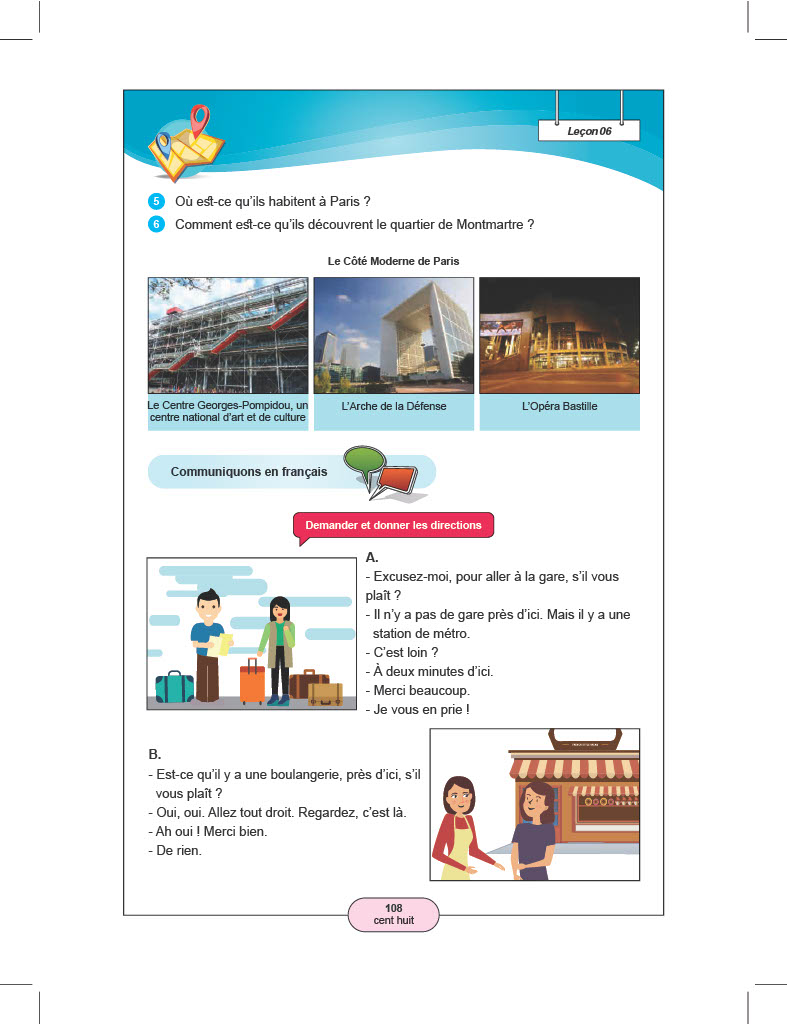 Leçon 06
5 Où est-ce qu'ils habitent à Paris ?
6 Comment est-ce qu'ils découvrent le quartier de Montmartre ?
Le Côté Moderne de Paris
Le Centre Georges-Pompidou, un
centre national d'art et de culture
L'Arche de la Défense
L'Opéra Bastille
Communiquons en français
Demander et donner les directions
A.
- Excusez-moi, pour aller à la gare, s'il vous
plaît ?
- Il n'y a pas de gare près d'ici. Mais il y a une
station de métro.
- C'est loin ?
- À deux minutes d'ici.
- Merci beaucoup.
- Je vous en prie !
B.
- Est-ce qu'il y a une boulangerie, près d'ici, s'il
vous plaît ?
- Oui, oui. Allez tout droit. Regardez, c'est là.
- Ah oui ! Merci bien.
- De rien.
108
cent huit